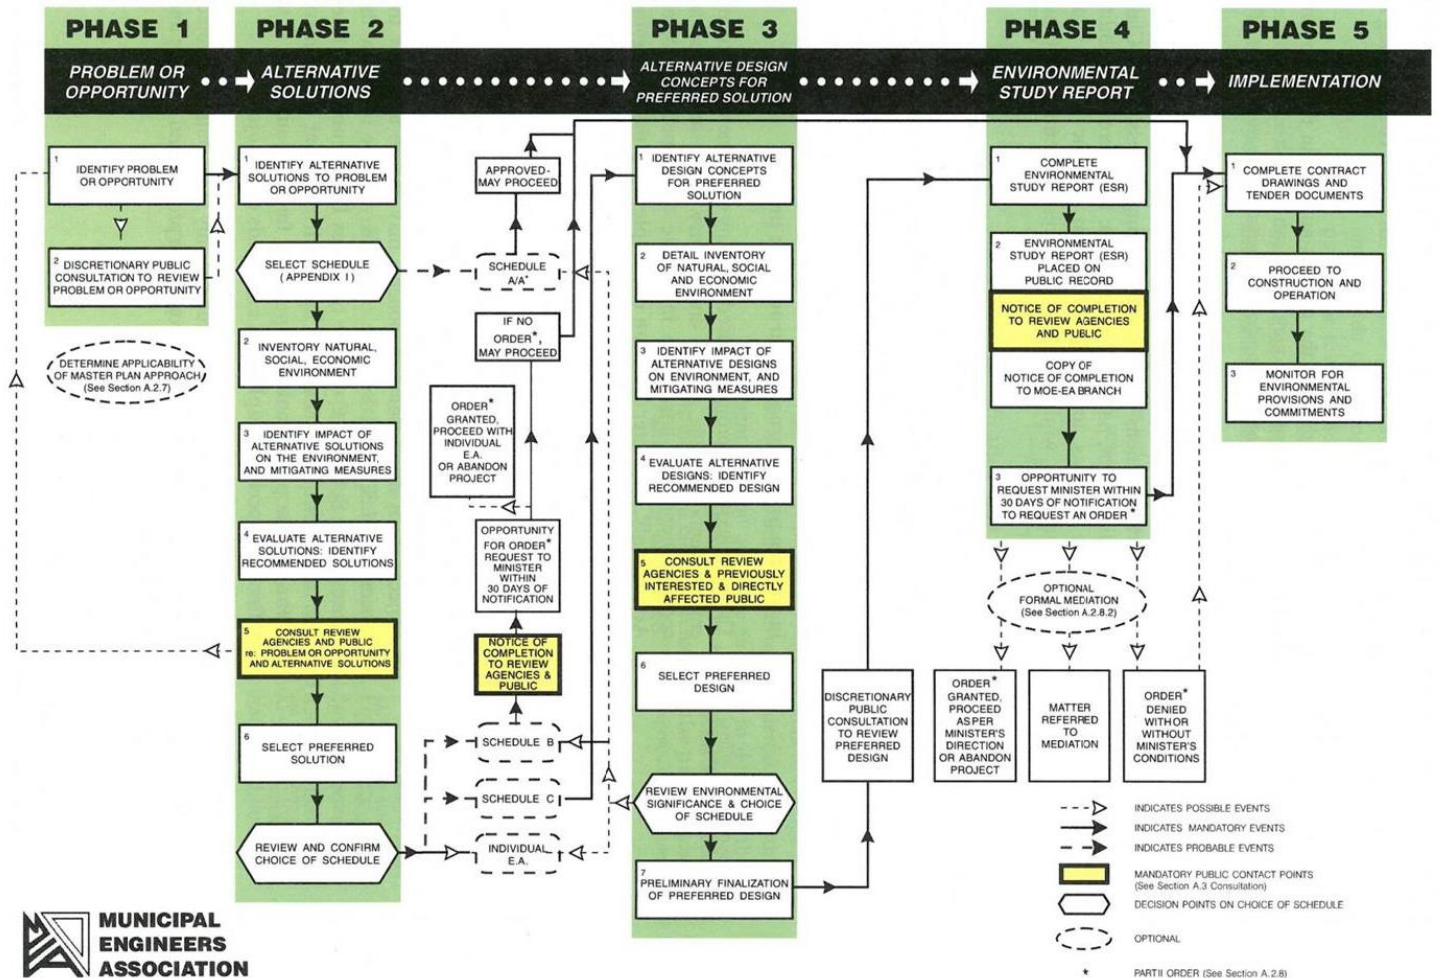 PHASE 1
PHASE 2
PHASE 3
PHASE 4
PHASE 5
PROBLEM OR
OPPORTUNITY
ALTERNATIVE
SOLUTIONS
ALTERNATIVE DESIGN
CONCEPTS FOR
PREFERRED SOLUTION
ENVIRONMENTAL
STUDY REPORT
IMPLEMENTATION
1 IDENTIFY PROBLEM
OR OPPORTUNITY
2 DISCRETIONARY PUBLIC
CONSULTATION TO REVIEW
PROBLEM OR OPPORTUNITY
DETERMINE APPLICABILITY
OF MASTER PLAN APPROACH
(See Section A.2.7)
1 IDENTIFY ALTERNATIVE
SOLUTIONS TO PROBLEM
OR OPPORTUNITY
SELECT SCHEDULE
(APPENDIX I)
2 INVENTORY NATURAL,
SOCIAL, ECONOMIC
ENVIRONMENT
3 IDENTIFY IMPACT OF
ALTERNATIVE SOLUTIONS
ON THE ENVIRONMENT,
AND MITIGATING MEASURES
4 EVALUATE ALTERNATIVE
SOLUTIONS: IDENTIFY
RECOMMENDED SOLUTIONS
5 CONSULT REVIEW
AGENCIES AND PUBLIC
re: PROBLEM OR OPPORTUNITY
AND ALTERNATIVE SOLUTIONS
6 SELECT PREFERRED
SOLUTION
REVIEW AND CONFIRM
CHOICE OF SCHEDULE
APPROVED-
MAY PROCEED
SCHEDULE
A/A+
IF NO
ORDER*,
MAY PROCEED
ORDER*
GRANTED,
PROCEED WITH
INDIVIDUAL
E.A.
OR ABANDON
PROJECT
OPPORTUNITY
FOR ORDER*
REQUEST TO
MINISTER
WITHIN
30 DAYS OF
NOTIFICATION
NOTICE OF
COMPLETION
TO REVIEW
AGENCIES &
PUBLIC
SCHEDULE B
SCHEDULE C
INDIVIDUAL
E.A.
1 IDENTIFY ALTERNATIVE
DESIGN CONCEPTS
FOR PREFERRED
SOLUTION
2 DETAIL INVENTORY
OF NATURAL, SOCIAL
AND ECONOMIC
ENVIRONMENT
3 IDENTIFY IMPACT OF
ALTERNATIVE DESIGNS
ON ENVIRONMENT, AND
MITIGATING MEASURES
4 EVALUATE ALTERNATIVE
DESIGNS: IDENTIFY
RECOMMENDED DESIGN
5 CONSULT REVIEW
AGENCIES & PREVIOUSLY
INTERESTED & DIRECTLY
AFFECTED PUBLIC
6 SELECT PREFERRED
DESIGN
REVIEW ENVIRONMENTAL
SIGNIFICANCE & CHOICE
OF SCHEDULE
7 PRELIMINARY FINALIZATION
OF PREFERRED DESIGN
DISCRETIONARY
PUBLIC
CONSULTATION
TO REVIEW
PREFERRED
DESIGN
1 COMPLETE
ENVIRONMENTAL
STUDY REPORT (ESR)
2 ENVIRONMENTAL
STUDY REPORT (ESR)
PLACED ON
PUBLIC RECORD
NOTICE OF COMPLETION
TO REVIEW AGENCIES
AND PUBLIC
COPY OF
NOTICE OF COMPLETION
TO MOE-EA BRANCH
3 OPPORTUNITY TO
REQUEST MINISTER WITHIN
30 DAYS OF NOTIFICATION
TO REQUEST AN ORDER*
OPTIONAL
FORMAL MEDIATION
(See Section A.2.8.2)
ORDER*
GRANTED,
PROCEED
AS PER
MINISTER'S
DIRECTION
OR ABANDON
PROJECT
MATTER
REFERRED
TO
MEDIATION
ORDER*
DENIED
WITH OR
WITHOUT
MINISTER'S
CONDITIONS
1 COMPLETE CONTRACT
DRAWINGS AND
TENDER DOCUMENTS
2 PROCEED TO
CONSTRUCTION AND
OPERATION
3 MONITOR FOR
ENVIRONMENTAL
PROVISIONS AND
COMMITMENTS
INDICATES POSSIBLE EVENTS
INDICATES MANDATORY EVENTS
INDICATES PROBABLE EVENTS
MANDATORY PUBLIC CONTACT POINTS
(See Section A.3 Consultation)
DECISION POINTS ON CHOICE OF SCHEDULE
OPTIONAL
* PART II ORDER (See Section A.2.8)
MUNICIPAL
ENGINEERS
ASSOCIATION